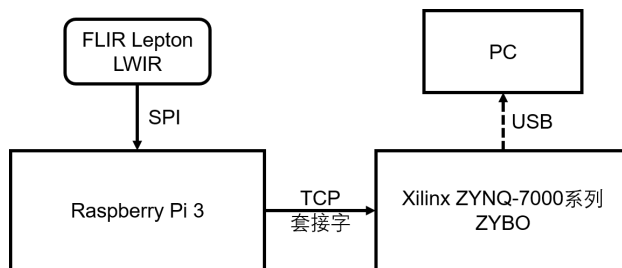 FLIR Lepton
LWIR
PC
SPI
USB
Raspberry Pi 3
TCP
套接字
Xilinx ZYNQ-7000系列
ZYBO